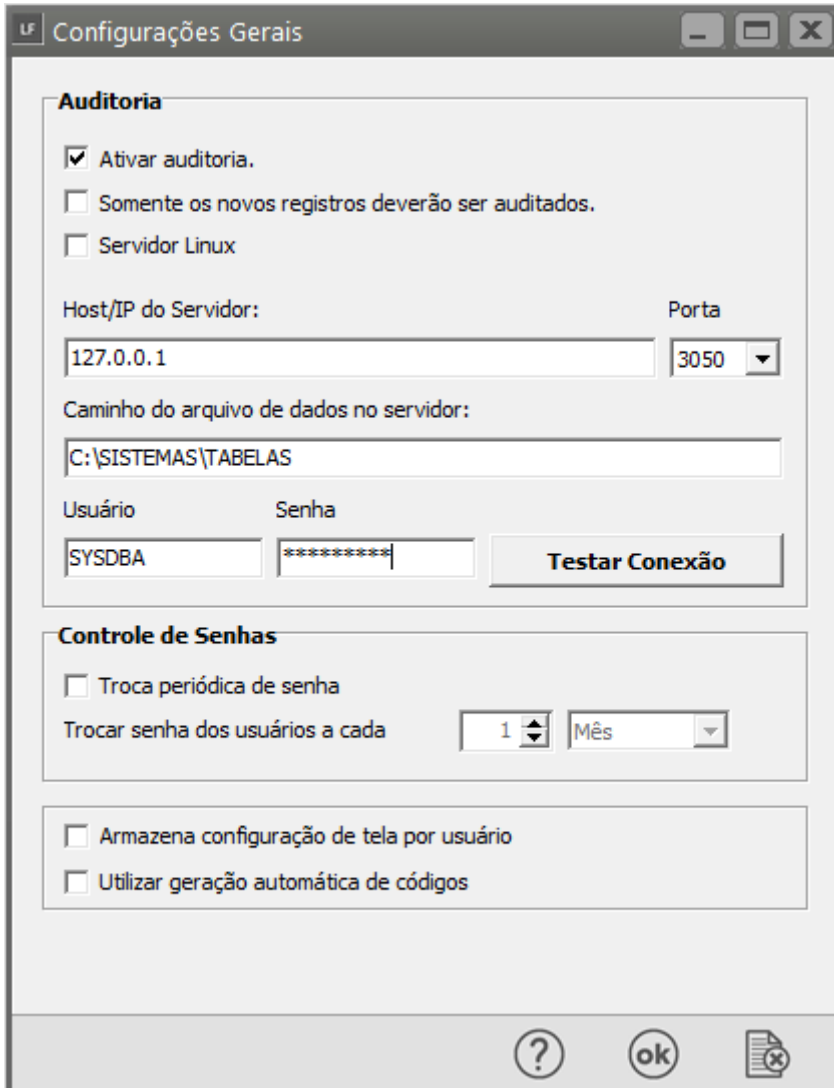 LF Configurações Gerais
Auditoria
Ativar auditoria.
Somente os novos registros deverão ser auditados.
Servidor Linux
Host/IP do Servidor: Porta
127.0.0.1 3050
Caminho do arquivo de dados no servidor:
C:\SISTEMAS\TABELAS
Usuário Senha
SYSDBA ********* Testar Conexão
Controle de Senhas
Troca periódica de senha
Trocar senha dos usuários a cada 1 Mês
Armazena configuração de tela por usuário
Utilizar geração automática de códigos
? ok